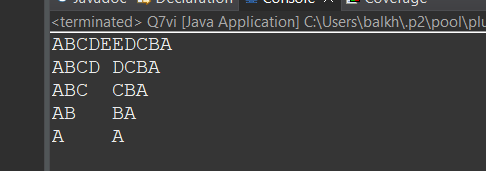 Javadoc Declaration Console Coverage
<terminated> Q7vi [Java Application] C:\Users\balkh\.p2\pool\plu
ABCDEEDCBA
ABCD DCBA
ABC  CBA
AB   BA
A    A